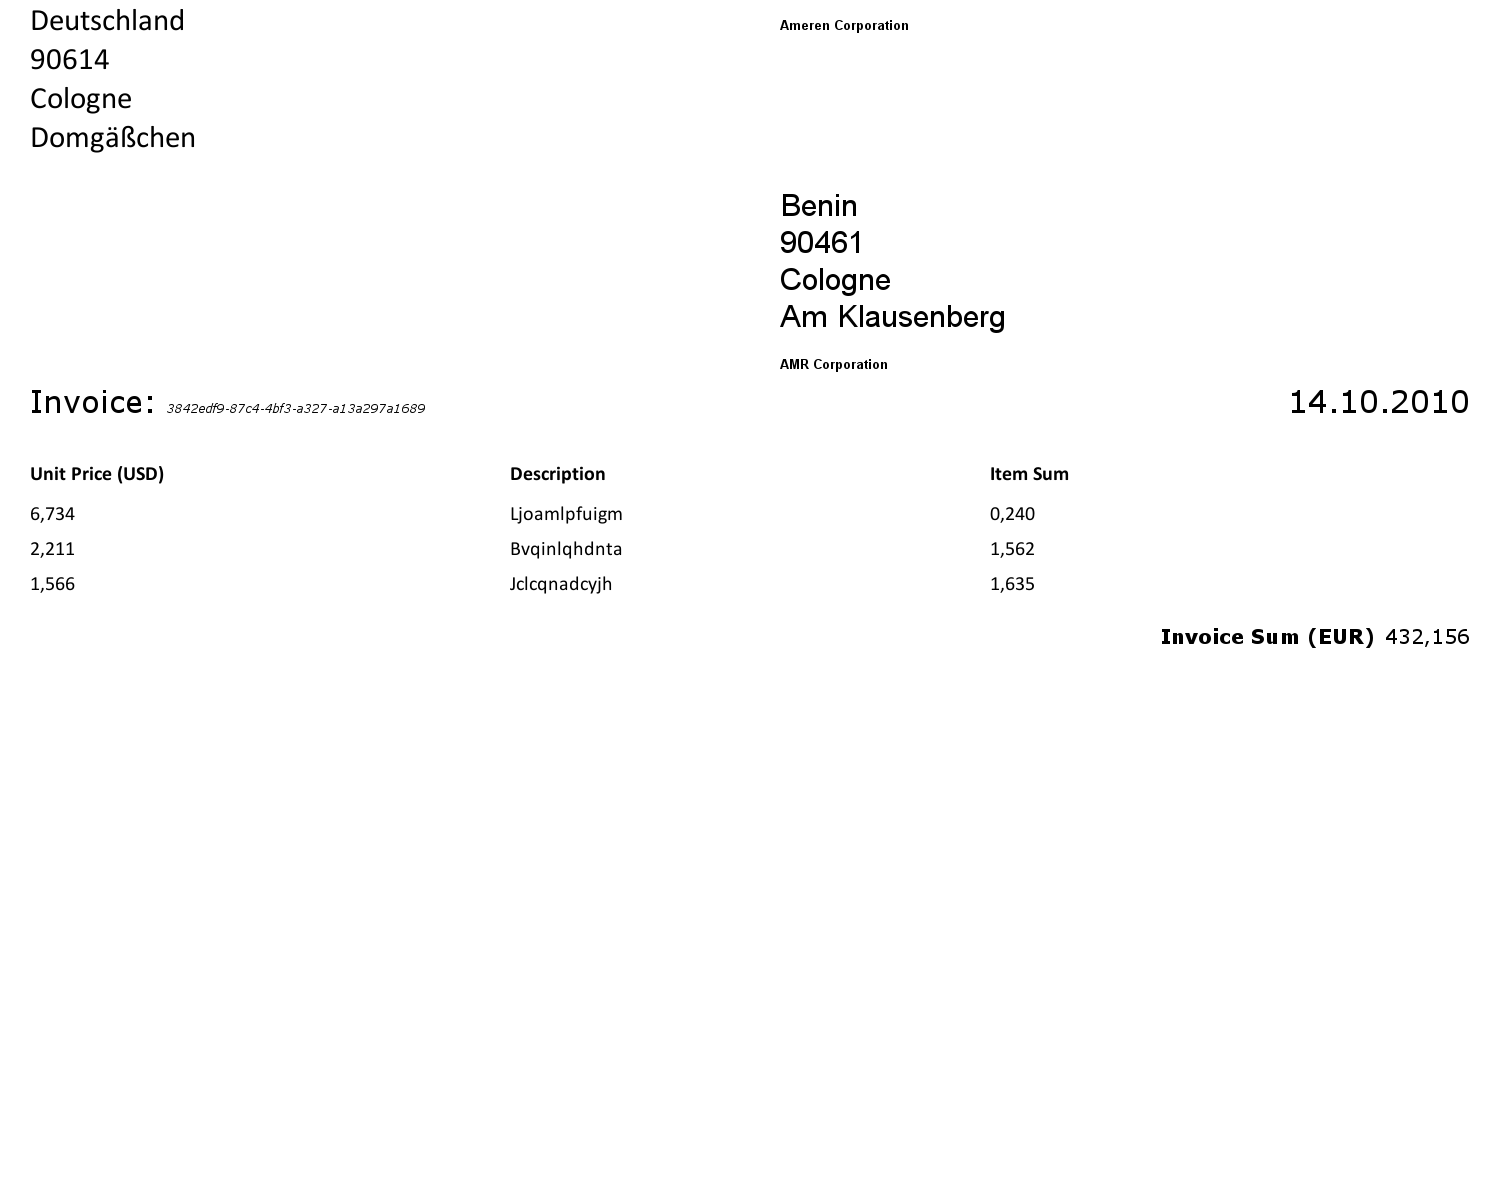 Deutschland
90614
Cologne
Domgäßchen
Ameren Corporation
Benin
90461
Cologne
Am Klausenberg
AMR Corporation
Invoice: 3842edf9-87c4-4bf3-a327-a13a297a1689 14.10.2010
Unit Price (USD) Description Item Sum
6,734 Ljoamlpfuigm 0,240
2,211 Bvqinlqhdnta 1,562
1,566 Jclcqnadcyjh 1,635
Invoice Sum (EUR) 432,156